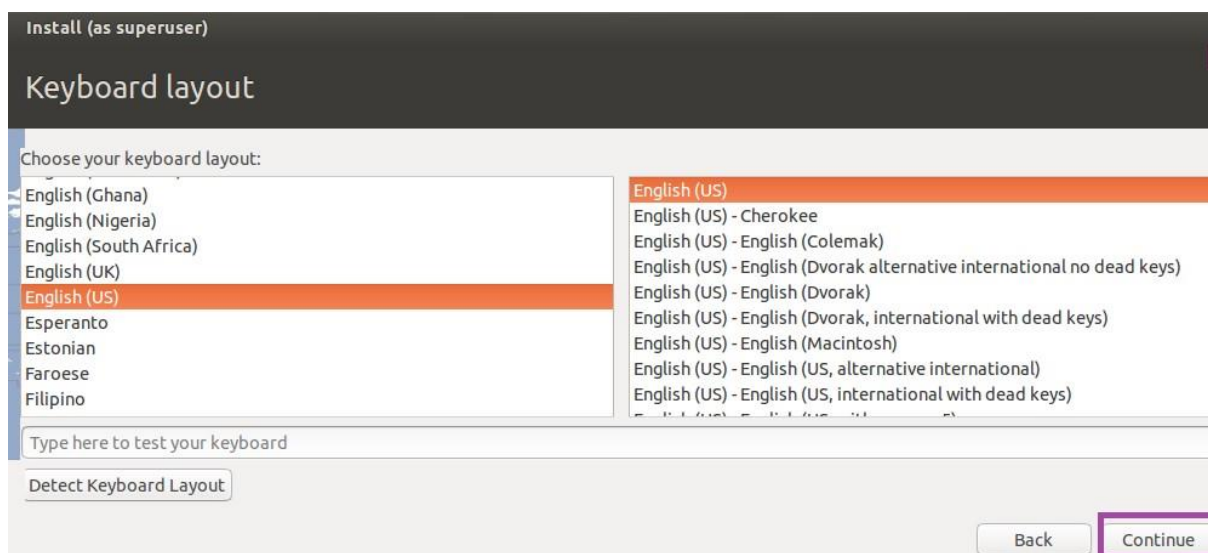 Install (as superuser)
Keyboard layout
Choose your keyboard layout:
English (Ghana)
English (Nigeria)
English (South Africa)
English (UK)
English (US)
Esperanto
Estonian
Faroese
Filipino
English (US)
English (US) - Cherokee
English (US) - English (Colemak)
English (US) - English (Dvorak alternative international no dead keys)
English (US) - English (Dvorak)
English (US) - English (Dvorak, international with dead keys)
English (US) - English (Macintosh)
English (US) - English (US, alternative international)
English (US) - English (US, international with dead keys)
Type here to test your keyboard
Detect Keyboard Layout
Back
Continue